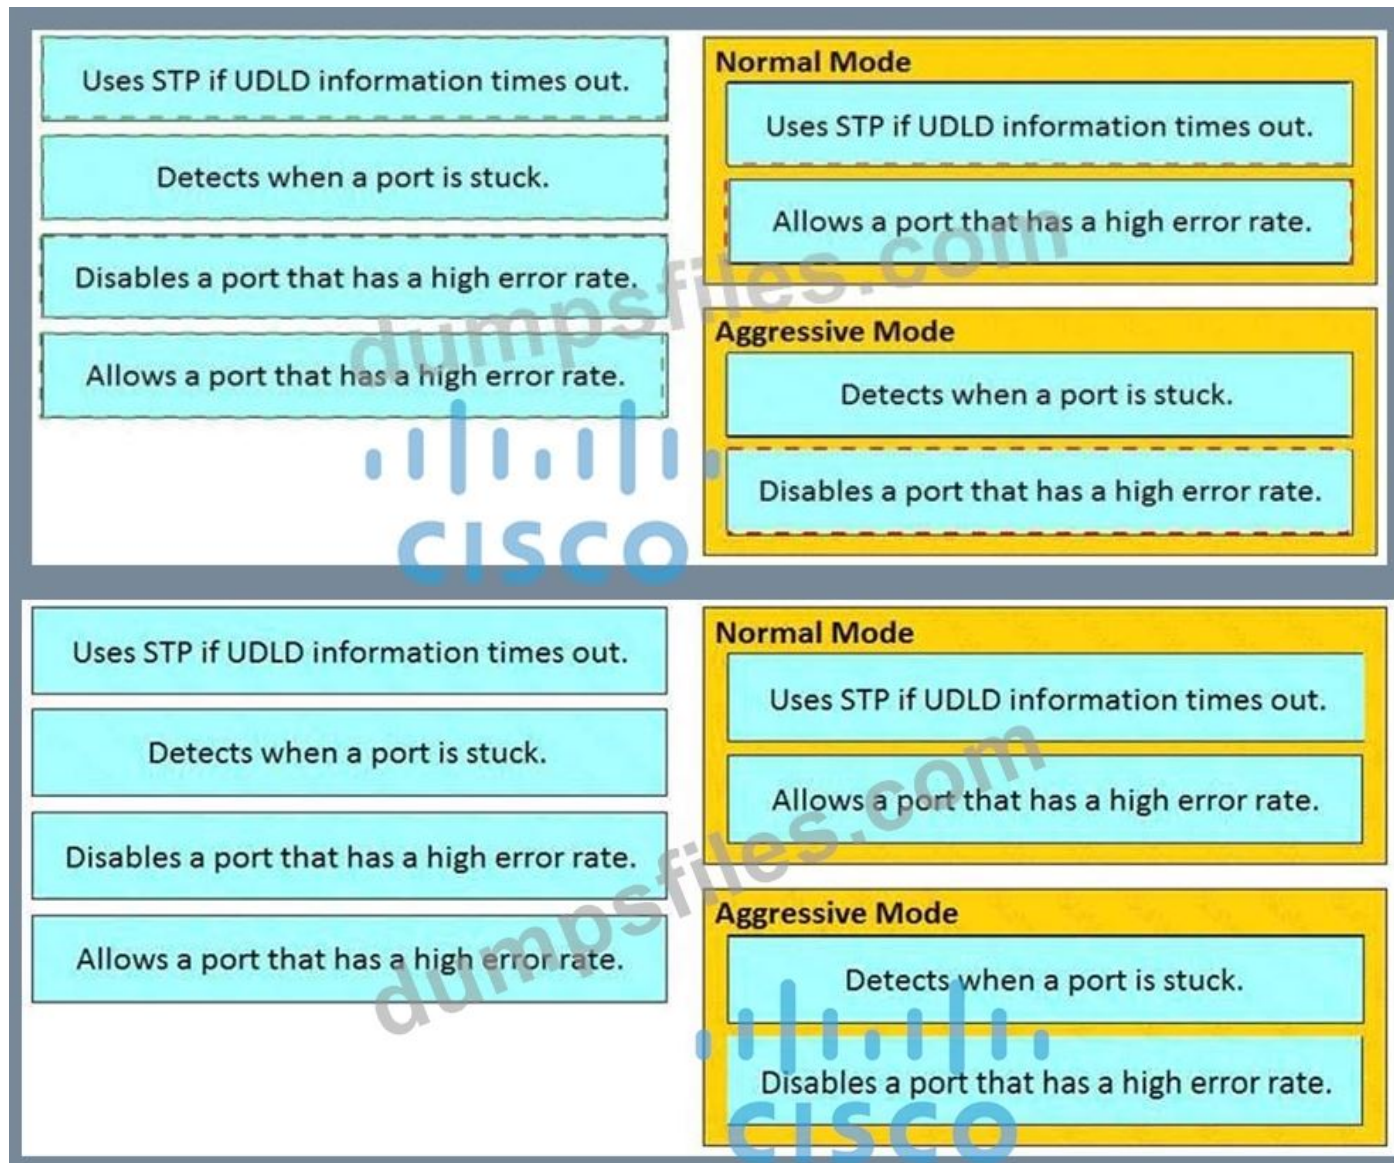 Uses STP if UDLD information times out.
Detects when a port is stuck.
Disables a port that has a high error rate.
Allows a port that has a high error rate.
Normal Mode
Uses STP if UDLD information times out.
Allows a port that has a high error rate.
Aggressive Mode
Detects when a port is stuck.
Disables a port that has a high error rate.
dumpsfiles.com
CISCO
Uses STP if UDLD information times out.
Detects when a port is stuck.
Disables a port that has a high error rate.
Allows a port that has a high error rate.
Normal Mode
Uses STP if UDLD information times out.
Allows a port that has a high error rate.
Aggressive Mode
Detects when a port is stuck.
Disables a port that has a high error rate.
dumpsfiles.com
CISCO